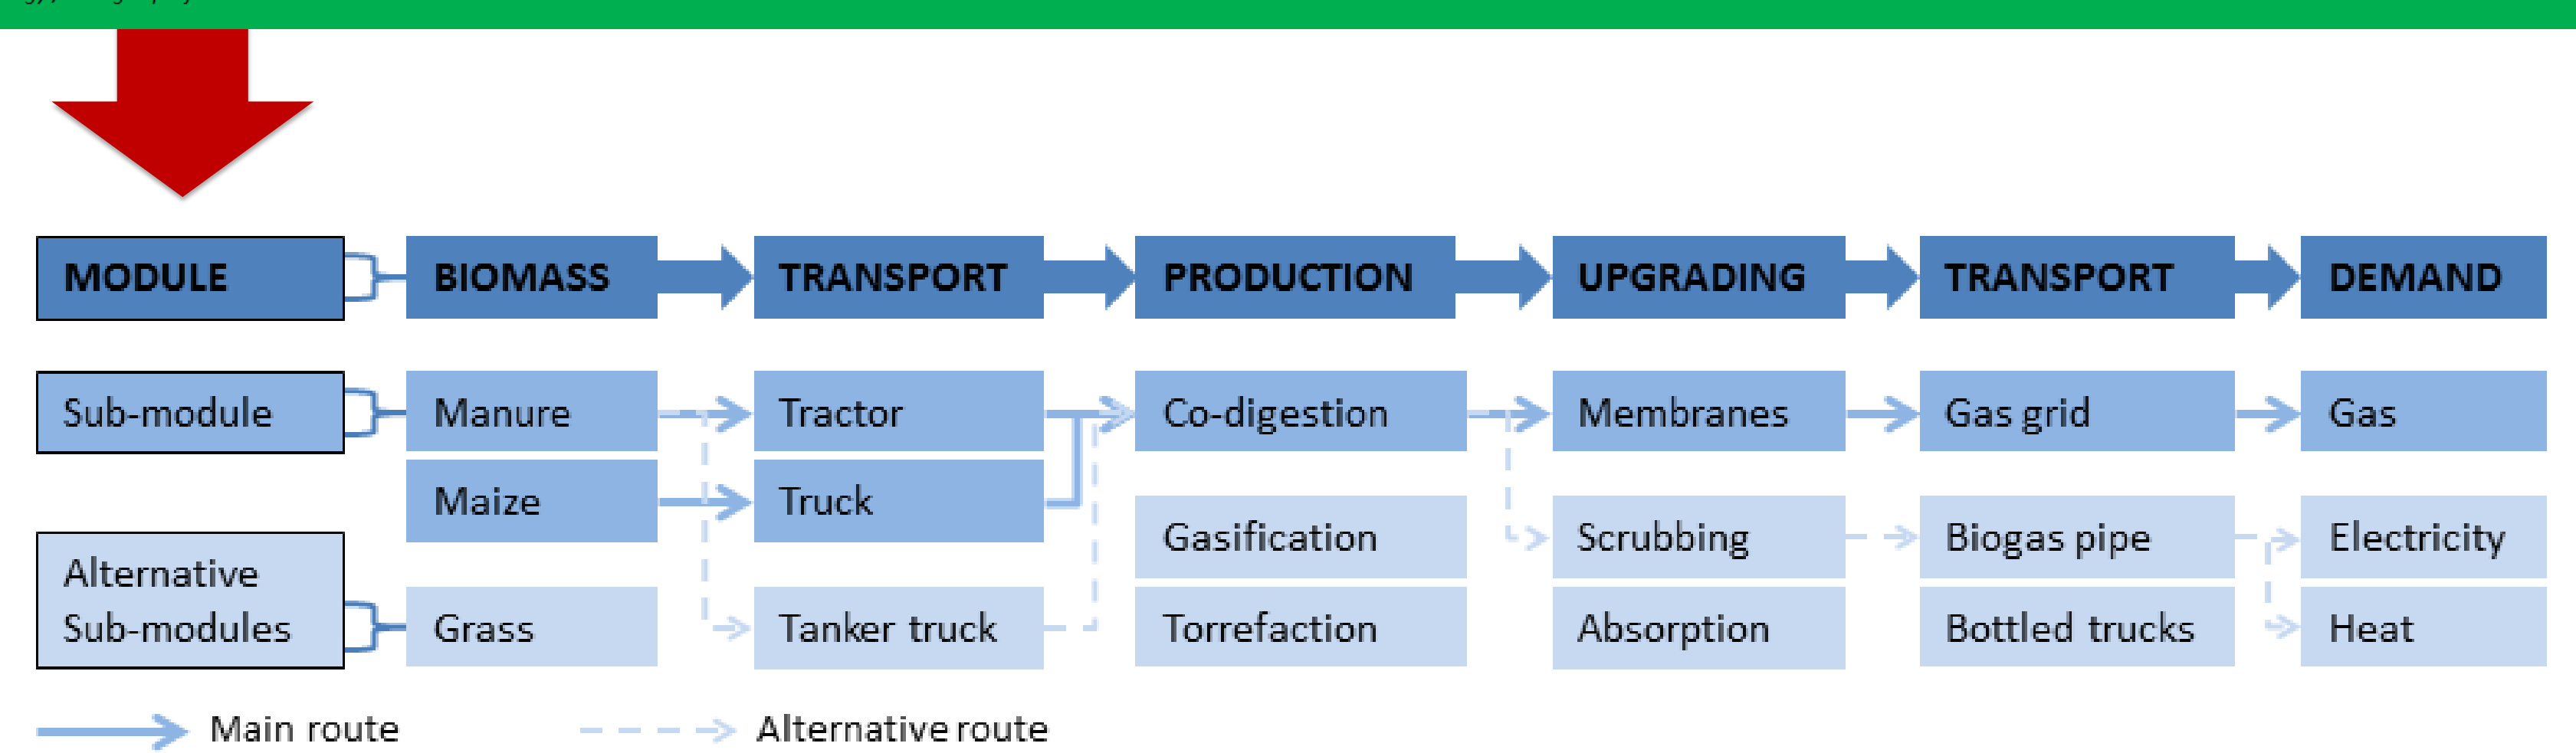 MODULE
BIOMASS
TRANSPORT
PRODUCTION
UPGRADING
TRANSPORT
DEMAND
Sub-module
Manure
Tractor
Co-digestion
Membranes
Gas grid
Gas
Maize
Truck
Gasification
Scrubbing
Biogas pipe
Electricity
Alternative
Sub-modules
Grass
Tanker truck
Torrefaction
Absorption
Bottled trucks
Heat
Main route
Alternative route